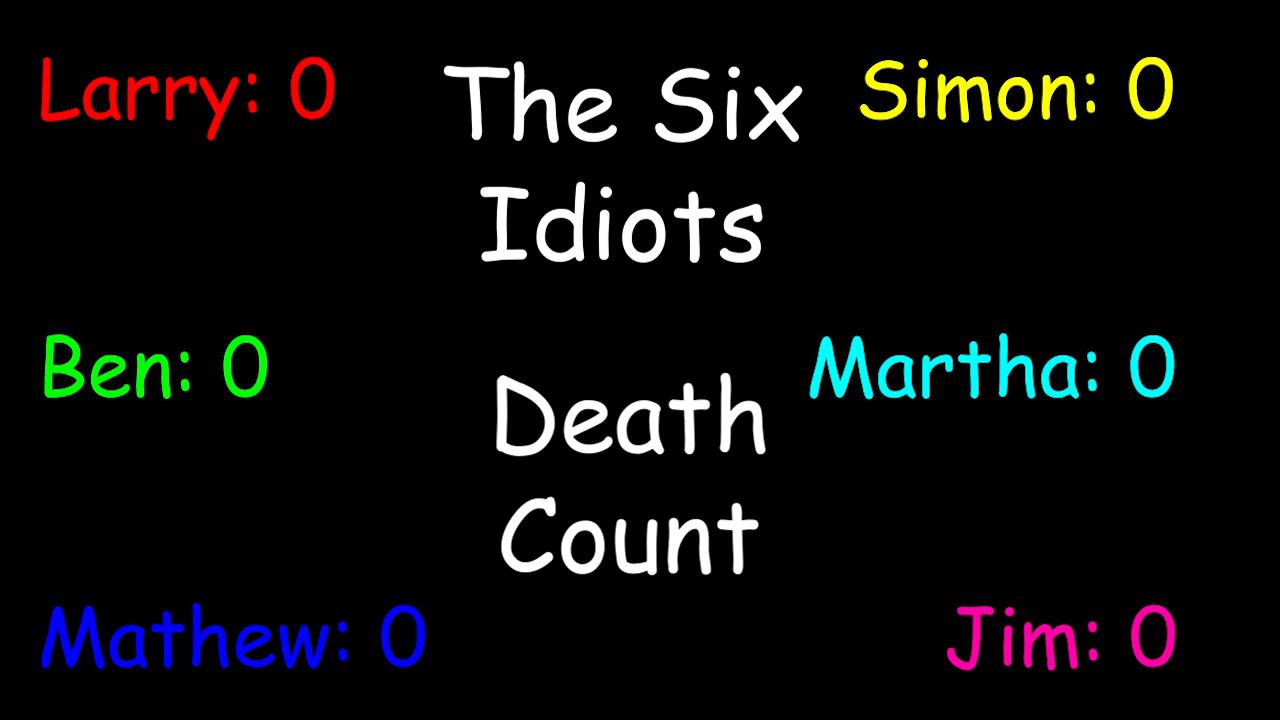 Larry: 0
The Six
Idiots
Simon: 0
Ben: 0
Martha: 0
Death
Count
Mathew: 0
Jim: 0